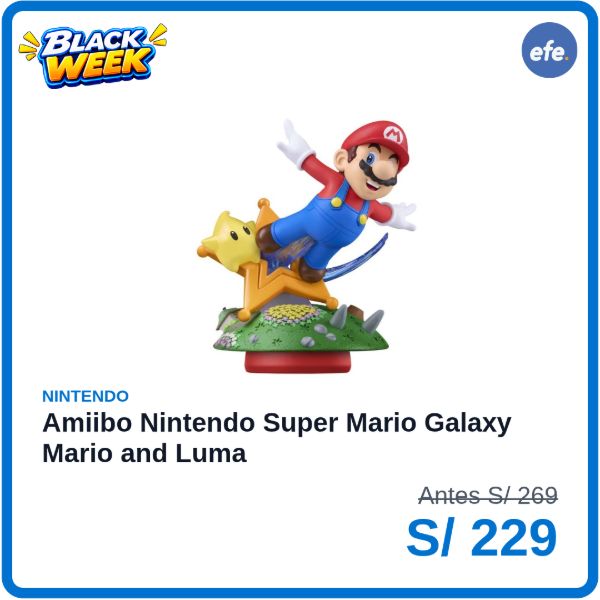 BLACK
WEEK
efe.
M
NINTENDO
Amiibo Nintendo Super Mario Galaxy
Mario and Luma
Antes S/ 269
S/ 229